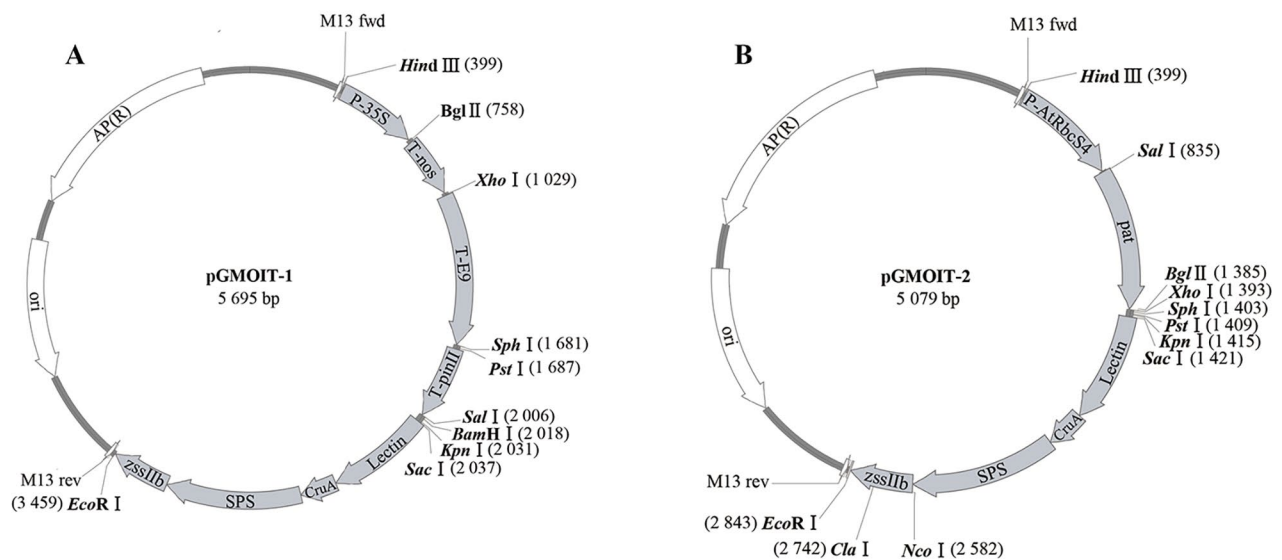 A
M13 fwd
HindⅢ (399)
P-35S
BglⅡ (758)
T-nos
XhoⅠ (1 029)
T-E9
SphⅠ (1 681)
PstⅠ (1 687)
T-pinII
SalⅠ (2 006)
BamHⅠ (2 018)
KpnⅠ (2 031)
SacⅠ (2 037)
Lectin
CruA
SPS
zssIIb
M13 rev
(3 459) EcoRⅠ
ori
AP(R)
pGMOIT-1
5 695 bp
B
M13 fwd
HindⅢ (399)
P-AtRbcS4
SalⅠ (835)
pat
BglⅡ (1 385)
XhoⅠ (1 393)
SphⅠ (1 403)
PstⅠ (1 409)
KpnⅠ (1 415)
SacⅠ (1 421)
Lectin
CruA
SPS
zssIIb
M13 rev
(2 843) EcoRⅠ
(2 742) ClaⅠ
NcoⅠ (2 582)
ori
AP(R)
pGMOIT-2
5 079 bp